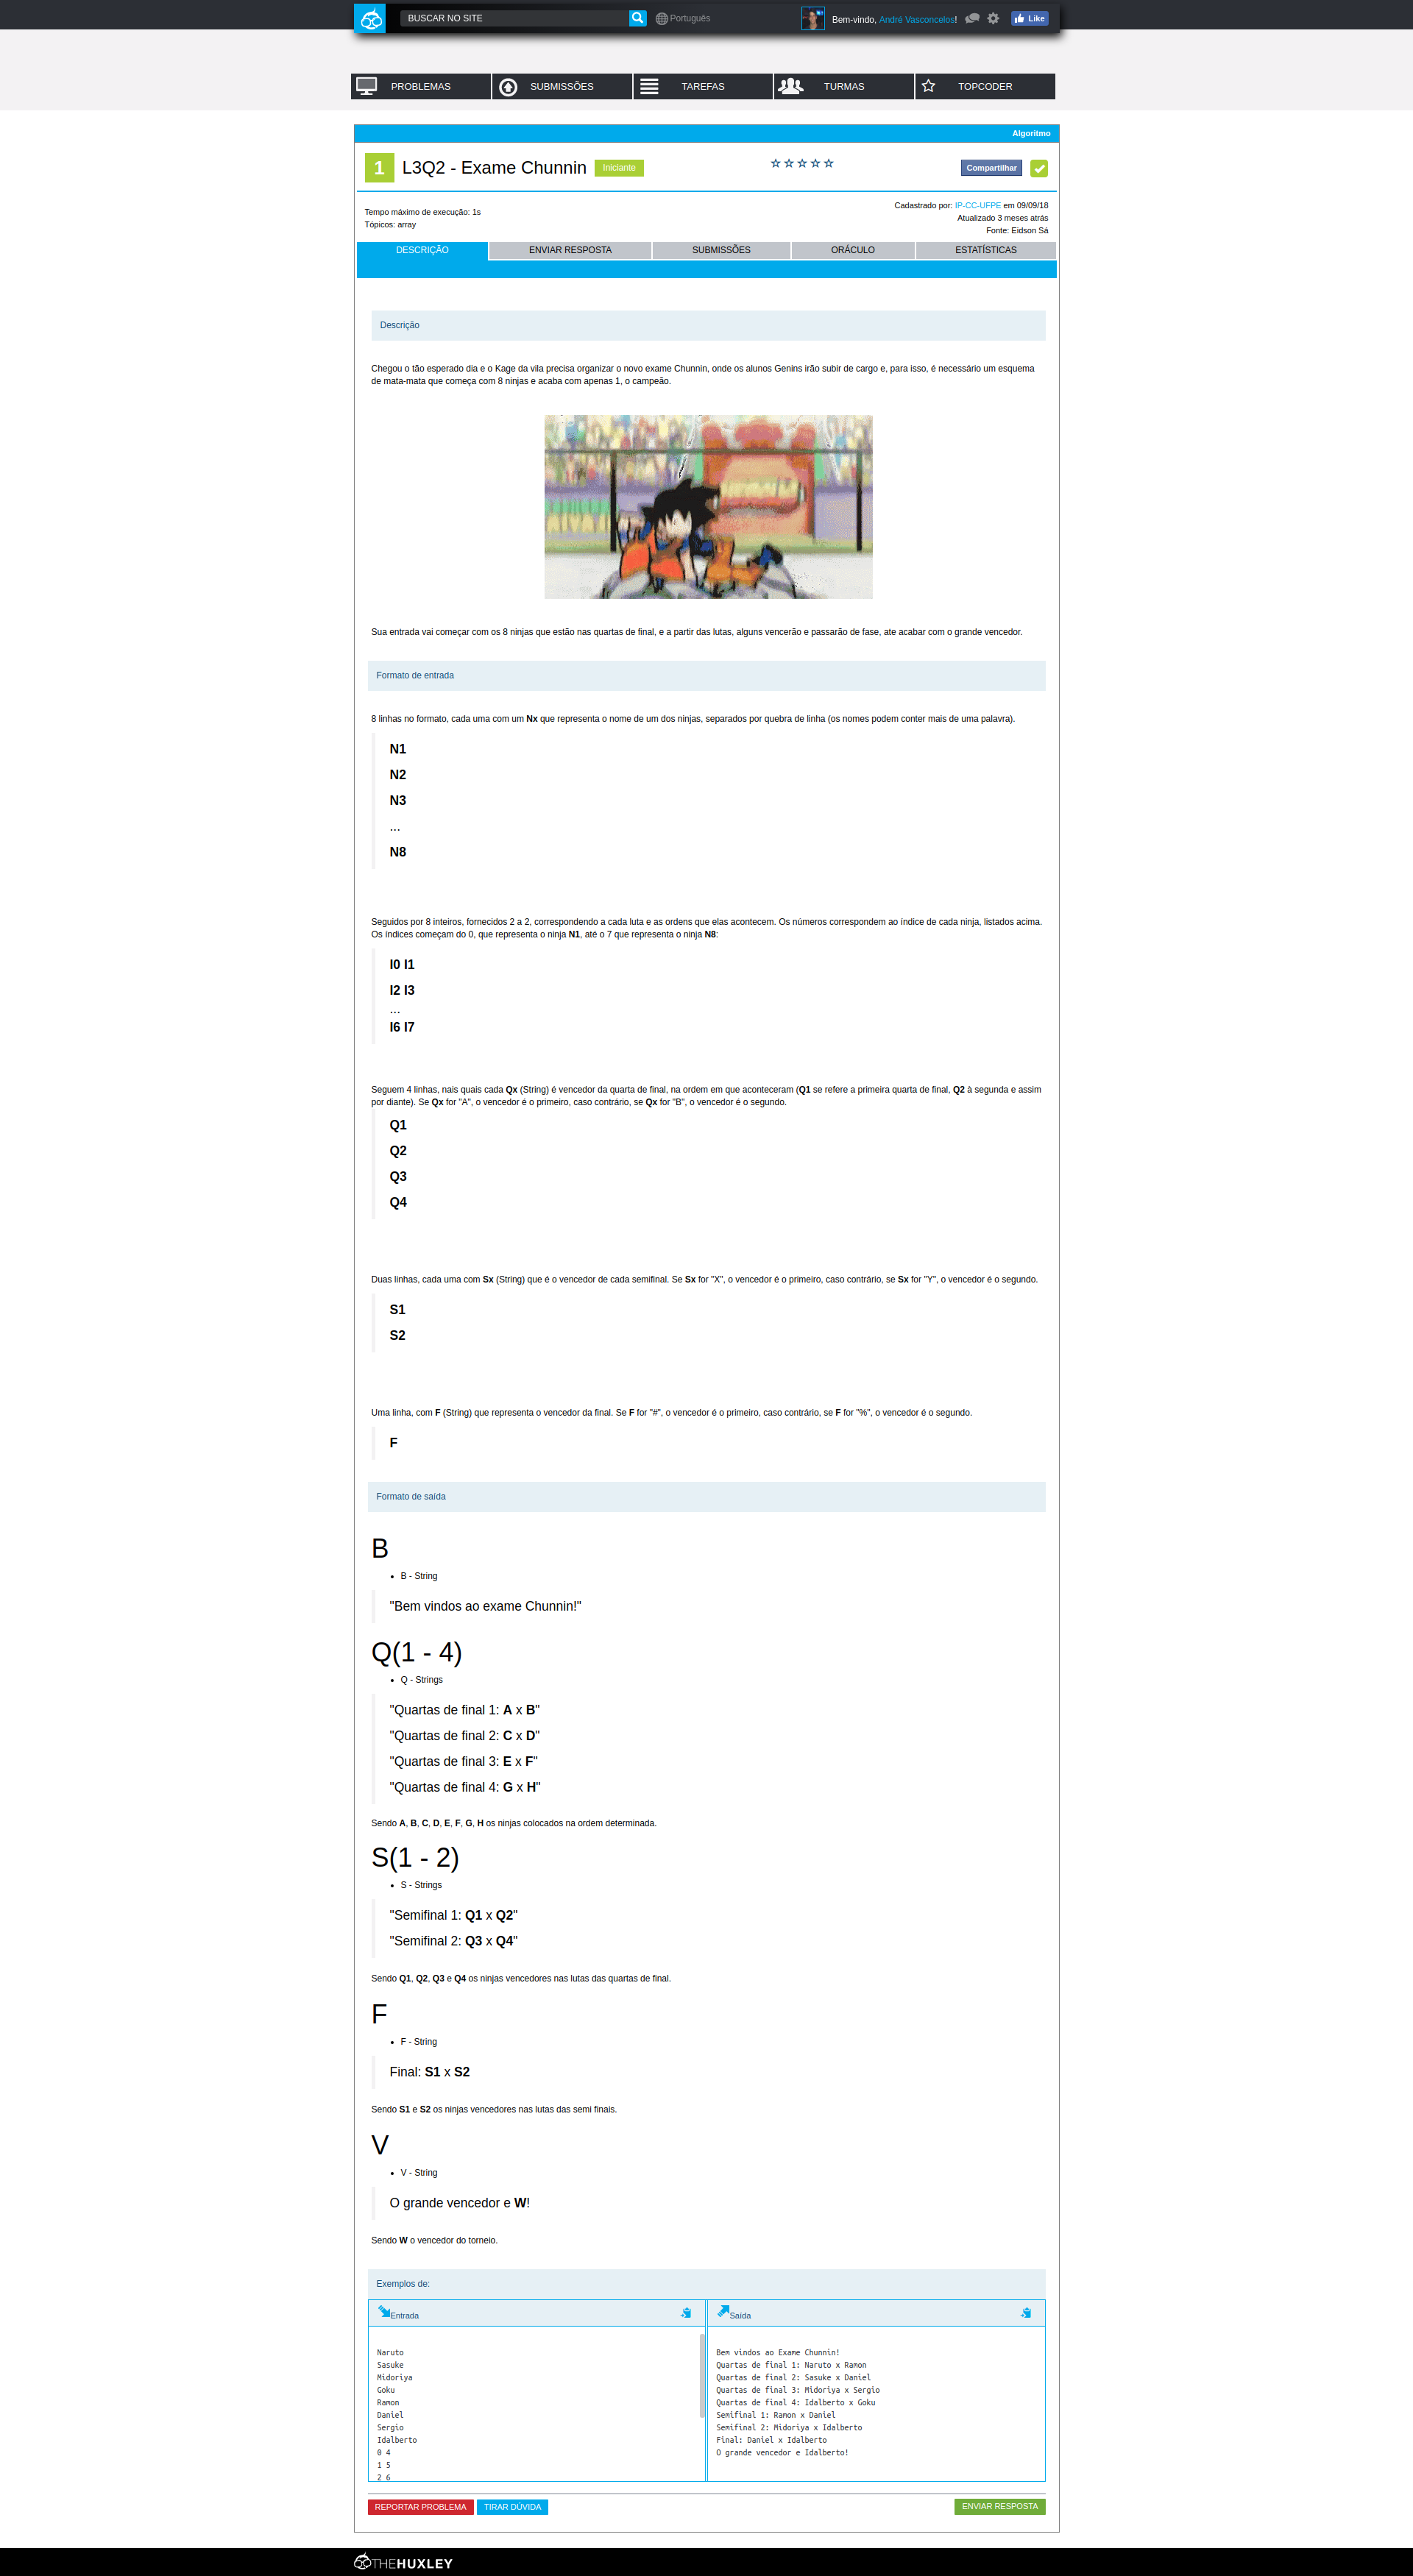 BUSCAR NO SITE
Português
Bem-vindo, André Vasconcelos!
Like
PROBLEMAS
SUBMISSÕES
TAREFAS
TURMAS
TOPCODER
Algoritmo
1 L3Q2 - Exame Chunnin Iniciante
Compartilhar
Tempo máximo de execução: 1s
Tópicos: array
Cadastrado por: IP-CC-UFPE em 09/09/18
Atualizado 3 meses atrás
Fonte: Eidson Sá
DESCRIÇÃO
ENVIAR RESPOSTA
SUBMISSÕES
ORÁCULO
ESTATÍSTICAS
Descrição
Chegou o tão esperado dia e o Kage da vila precisa organizar o novo exame Chunnin, onde os alunos Genins irão subir de cargo e, para isso, é necessário um esquema
de mata-mata que começa com 8 ninjas e acaba com apenas 1, o campeão.
Sua entrada vai começar com os 8 ninjas que estão nas quartas de final, e a partir das lutas, alguns vencerão e passarão de fase, ate acabar com o grande vencedor.
Formato de entrada
8 linhas no formato, cada uma com um Nx que representa o nome de um dos ninjas, separados por quebra de linha (os nomes podem conter mais de uma palavra).
N1
N2
N3
...
N8
Seguidos por 8 inteiros, fornecidos 2 a 2, correspondendo a cada luta e as ordens que elas acontecem. Os números correspondem ao índice de cada ninja, listados acima.
Os índices começam do 0, que representa o ninja N1, até o 7 que representa o ninja N8:
I0 I1
I2 I3
...
I6 I7
Seguem 4 linhas, nais quais cada Qx (String) é vencedor da quarta de final, na ordem em que aconteceram (Q1 se refere a primeira quarta de final, Q2 à segunda e assim
por diante). Se Qx for "A", o vencedor é o primeiro, caso contrário, se Qx for "B", o vencedor é o segundo.
Q1
Q2
Q3
Q4
Duas linhas, cada uma com Sx (String) que é o vencedor de cada semifinal. Se Sx for "X", o vencedor é o primeiro, caso contrário, se Sx for "Y", o vencedor é o segundo.
S1
S2
Uma linha, com F (String) que representa o vencedor da final. Se F for "#", o vencedor é o primeiro, caso contrário, se F for "%", o vencedor é o segundo.
F
Formato de saída
B
• B - String
"Bem vindos ao exame Chunnin!"
Q(1 - 4)
• Q - Strings
"Quartas de final 1: A x B"
"Quartas de final 2: C x D"
"Quartas de final 3: E x F"
"Quartas de final 4: G x H"
Sendo A, B, C, D, E, F, G, H os ninjas colocados na ordem determinada.
S(1 - 2)
• S - Strings
"Semifinal 1: Q1 x Q2"
"Semifinal 2: Q3 x Q4"
Sendo Q1, Q2, Q3 e Q4 os ninjas vencedores nas lutas das quartas de final.
F
• F - String
Final: S1 x S2
Sendo S1 e S2 os ninjas vencedores nas lutas das semi finais.
V
• V - String
O grande vencedor e W!
Sendo W o vencedor do torneio.
Exemplos de:
Entrada
Naruto
Sasuke
Midoriya
Goku
Ramon
Daniel
Sergio
Idalberto
0 4
1 5
2 6
Saída
Bem vindos ao Exame Chunnin!
Quartas de final 1: Naruto x Ramon
Quartas de final 2: Sasuke x Daniel
Quartas de final 3: Midoriya x Sergio
Quartas de final 4: Idalberto x Goku
Semifinal 1: Ramon x Daniel
Semifinal 2: Midoriya x Idalberto
Final: Daniel x Idalberto
O grande vencedor e Idalberto!
REPORTAR PROBLEMA
TIRAR DÚVIDA
ENVIAR RESPOSTA
THEHUXLEY